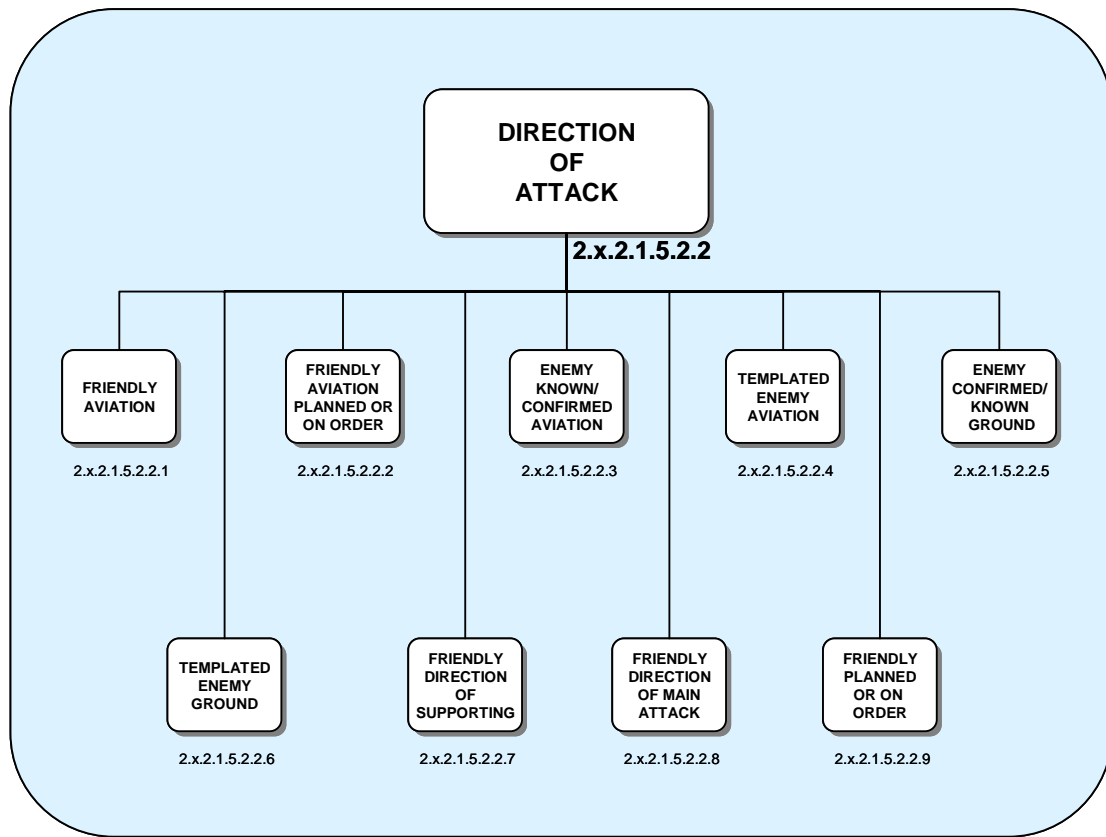 DIRECTION
OF
ATTACK
2.x.2.1.5.2.2
FRIENDLY
AVIATION
2.x.2.1.5.2.2.1
FRIENDLY
AVIATION
PLANNED OR
ON ORDER
2.x.2.1.5.2.2.2
ENEMY
KNOWN/
CONFIRMED
AVIATION
2.x.2.1.5.2.2.3
TEMPLATED
ENEMY
AVIATION
2.x.2.1.5.2.2.4
ENEMY
CONFIRMED/
KNOWN
GROUND
2.x.2.1.5.2.2.5
TEMPLATED
ENEMY
GROUND
2.x.2.1.5.2.2.6
FRIENDLY
DIRECTION
OF
SUPPORTING
2.x.2.1.5.2.2.7
FRIENDLY
DIRECTION
OF MAIN
ATTACK
2.x.2.1.5.2.2.8
FRIENDLY
PLANNED
OR ON
ORDER
2.x.2.1.5.2.2.9